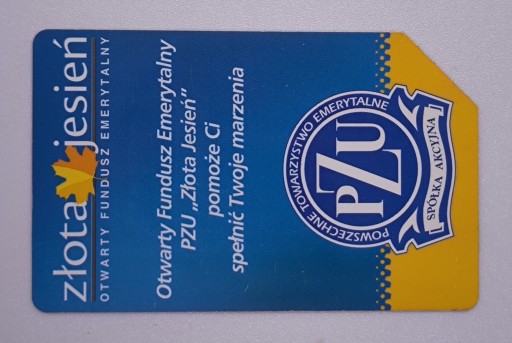 złota jesień
OTWARTY FUNDUSZ EMERYTALNY
Otwarty Fundusz Emerytalny
PZU „Złota Jesień”
pomoże Ci
spełnić Twoje marzenia
POWSZECHNE TOWARZYSTWO EMERYTALNE
PZU
SPÓŁKA AKCYJNA